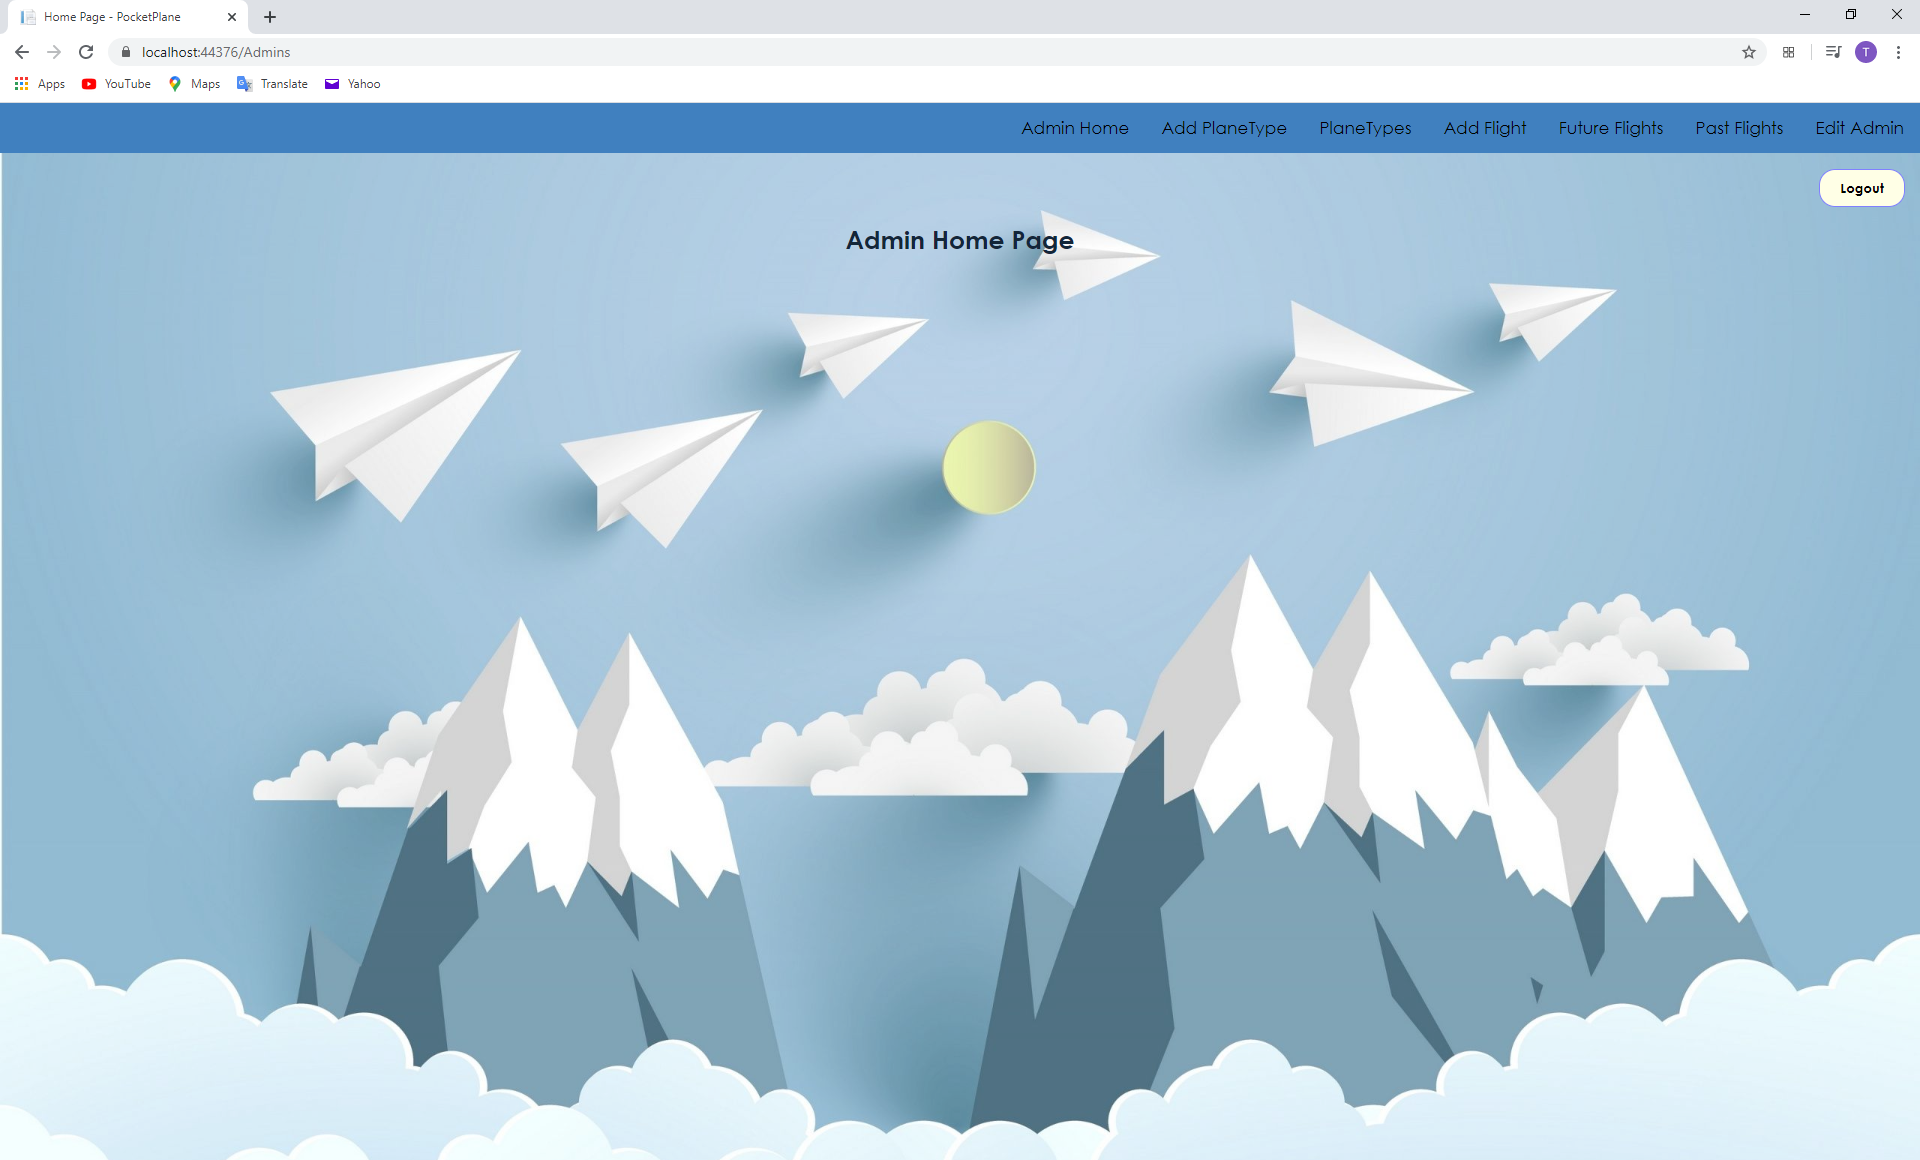 Home Page - PocketPlane
localhost:44376/Admins
T
Apps YouTube Maps Translate Yahoo
Admin Home Add PlaneType PlaneTypes Add Flight Future Flights Past Flights Edit Admin
Logout
Admin Home Page